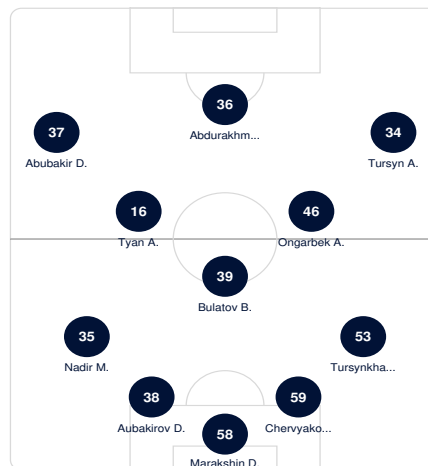 36
Abdurakhm...
37
Abubakir D.
34
Tursyn A.
16
Tyan A.
46
Ongarbek A.
39
Bulatov B.
35
Nadir M.
53
Tursynkha...
38
Aubakirov D.
59
Chervyako...
58
Marakshin D.